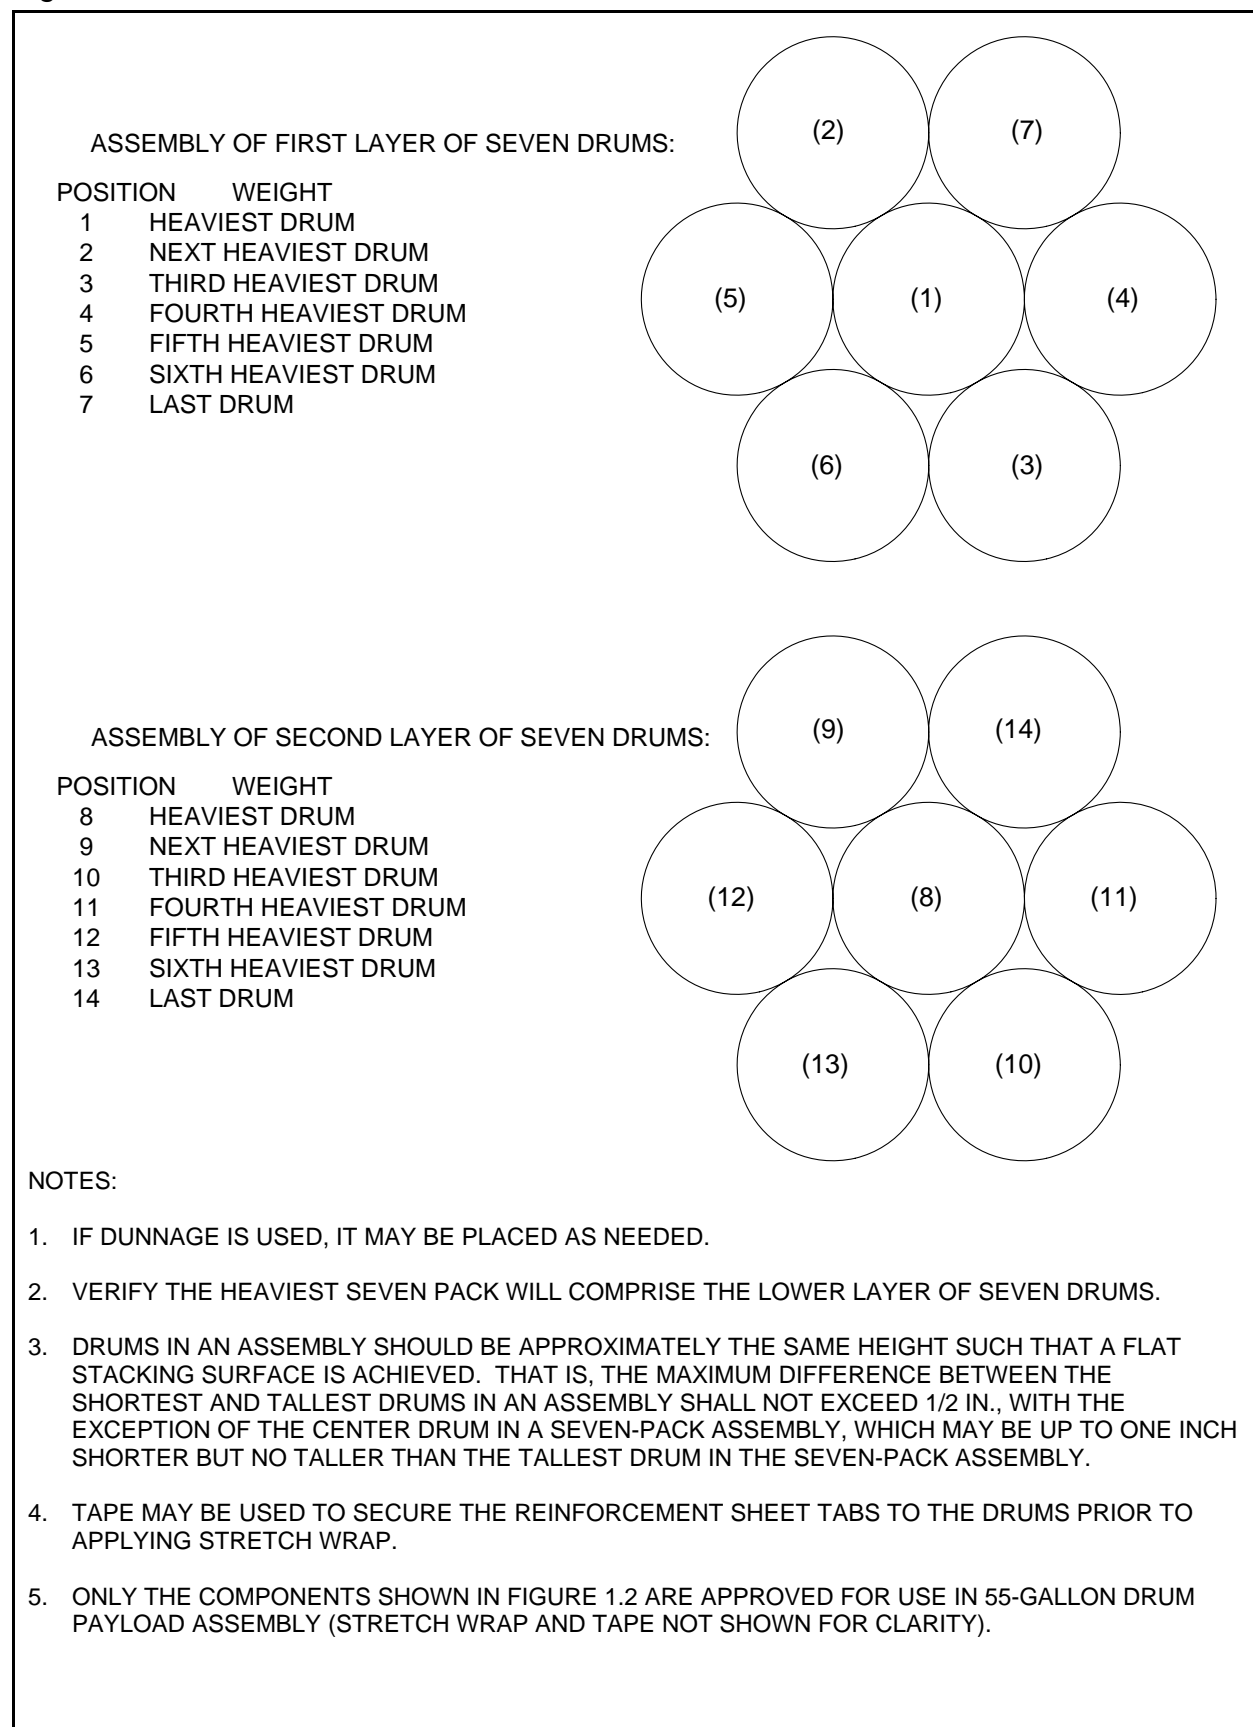 ASSEMBLY OF FIRST LAYER OF SEVEN DRUMS:
POSITION WEIGHT
1 HEAVIEST DRUM
2 NEXT HEAVIEST DRUM
3 THIRD HEAVIEST DRUM
4 FOURTH HEAVIEST DRUM
5 FIFTH HEAVIEST DRUM
6 SIXTH HEAVIEST DRUM
7 LAST DRUM
(2) (7)
(5) (1) (4)
(6) (3)
ASSEMBLY OF SECOND LAYER OF SEVEN DRUMS:
POSITION WEIGHT
8 HEAVIEST DRUM
9 NEXT HEAVIEST DRUM
10 THIRD HEAVIEST DRUM
11 FOURTH HEAVIEST DRUM
12 FIFTH HEAVIEST DRUM
13 SIXTH HEAVIEST DRUM
14 LAST DRUM
(9) (14)
(12) (8) (11)
(13) (10)
NOTES:
1. IF DUNNAGE IS USED, IT MAY BE PLACED AS NEEDED.
2. VERIFY THE HEAVIEST SEVEN PACK WILL COMPRISE THE LOWER LAYER OF SEVEN DRUMS.
3. DRUMS IN AN ASSEMBLY SHOULD BE APPROXIMATELY THE SAME HEIGHT SUCH THAT A FLAT
STACKING SURFACE IS ACHIEVED. THAT IS, THE MAXIMUM DIFFERENCE BETWEEN THE
SHORTEST AND TALLEST DRUMS IN AN ASSEMBLY SHALL NOT EXCEED 1/2 IN., WITH THE
EXCEPTION OF THE CENTER DRUM IN A SEVEN-PACK ASSEMBLY, WHICH MAY BE UP TO ONE INCH
SHORTER BUT NO TALLER THAN THE TALLEST DRUM IN THE SEVEN-PACK ASSEMBLY.
4. TAPE MAY BE USED TO SECURE THE REINFORCEMENT SHEET TABS TO THE DRUMS PRIOR TO
APPLYING STRETCH WRAP.
5. ONLY THE COMPONENTS SHOWN IN FIGURE 1.2 ARE APPROVED FOR USE IN 55-GALLON DRUM
PAYLOAD ASSEMBLY (STRETCH WRAP AND TAPE NOT SHOWN FOR CLARITY).